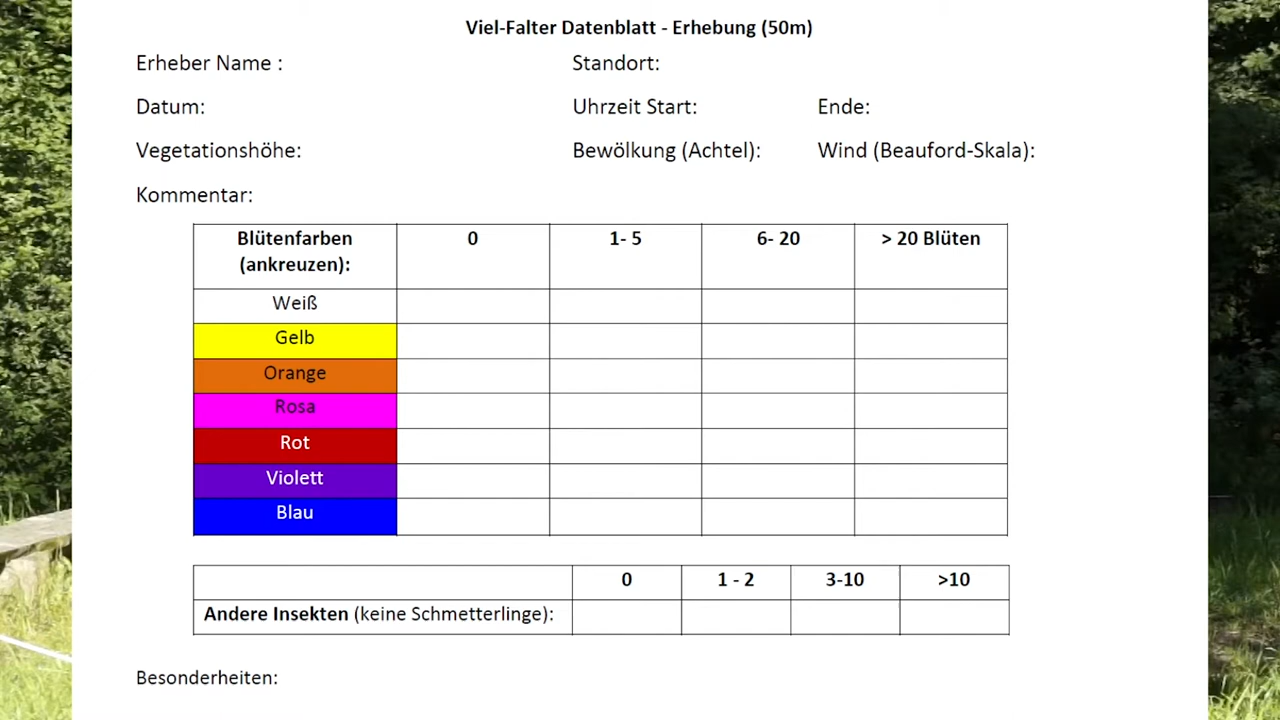 Viel-Falter Datenblatt - Erhebung (50m)
Erheber Name : Standort:
Datum: Uhrzeit Start: Ende:
Vegetationshöhe: Bewölkung (Achtel): Wind (Beauford-Skala):
Kommentar:
Blütenfarben 0 1- 5 6- 20 > 20 Blüten
(ankreuzen):
Weiß
Gelb
Orange
Rosa
Rot
Violett
Blau
0 1 - 2 3-10 >10
Andere Insekten (keine Schmetterlinge):
Besonderheiten: